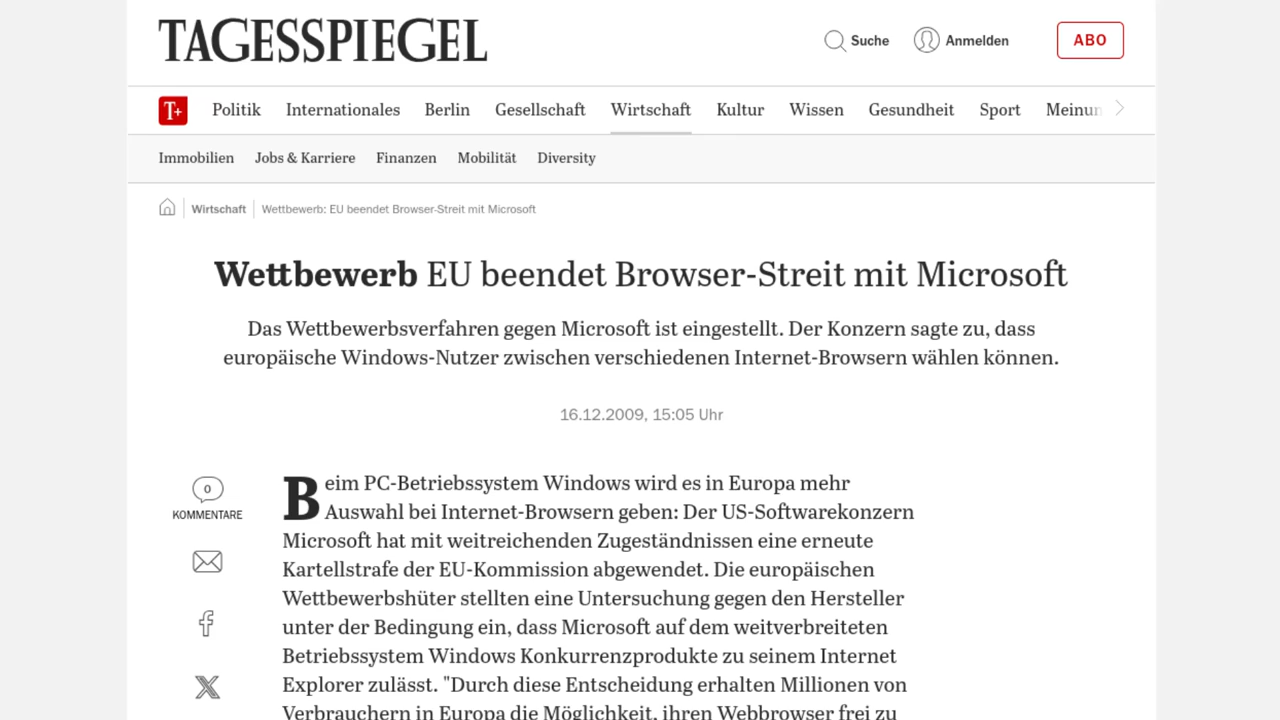 TAGESSPIEGEL
Suche
Anmelden
ABO
T+
Politik
Internationales
Berlin
Gesellschaft
Wirtschaft
Kultur
Wissen
Gesundheit
Sport
Meinun
Immobilien
Jobs & Karriere
Finanzen
Mobilität
Diversity
Wirtschaft
Wettbewerb: EU beendet Browser-Streit mit Microsoft
Wettbewerb EU beendet Browser-Streit mit Microsoft
Das Wettbewerbsverfahren gegen Microsoft ist eingestellt. Der Konzern sagte zu, dass
europäische Windows-Nutzer zwischen verschiedenen Internet-Browsern wählen können.
16.12.2009, 15:05 Uhr
0
KOMMENTARE
Beim PC-Betriebssystem Windows wird es in Europa mehr
Auswahl bei Internet-Browsern geben: Der US-Softwarekonzern
Microsoft hat mit weitreichenden Zugeständnissen eine erneute
Kartellstrafe der EU-Kommission abgewendet. Die europäischen
Wettbewerbshüter stellten eine Untersuchung gegen den Hersteller
unter der Bedingung ein, dass Microsoft auf dem weitverbreiteten
Betriebssystem Windows Konkurrenzprodukte zu seinem Internet
Explorer zulässt. "Durch diese Entscheidung erhalten Millionen von
Verbrauchern in Europa die Möglichkeit, ihren Webbrowser frei zu